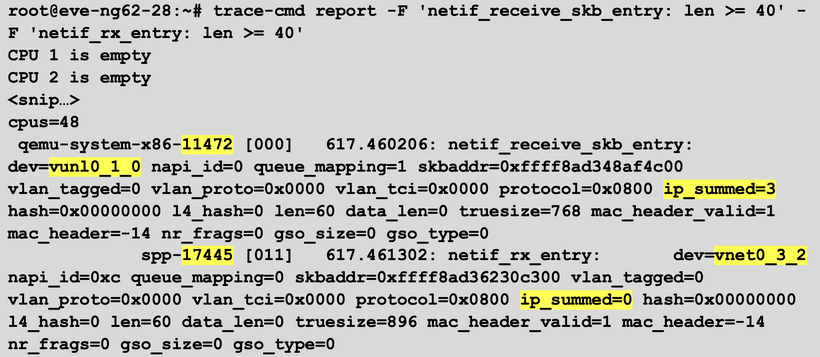 root@eve-ng62-28:~# trace-cmd report -F 'netif_receive_skb_entry: len >= 40' -
F 'netif_rx_entry: len >= 40'
CPU 1 is empty
CPU 2 is empty
<snip…>
cpus=48
qemu-system-x86-11472 [000] 617.460206: netif_receive_skb_entry:
dev=vunl0_1_0 napi_id=0 queue_mapping=1 skbaddr=0xffff8ad348af4c00
vlan_tagged=0 vlan_proto=0x0000 vlan_tci=0x0000 protocol=0x0800 ip_summed=3
hash=0x00000000 l4_hash=0 len=60 data_len=0 truesize=768 mac_header_valid=1
mac_header=-14 nr_frags=0 gso_size=0 gso_type=0
spp-17445 [011] 617.461302: netif_rx_entry: dev=vnet0_3_2
napi_id=0xc queue_mapping=0 skbaddr=0xffff8ad36230c300 vlan_tagged=0
vlan_proto=0x0000 vlan_tci=0x0000 protocol=0x0800 ip_summed=0 hash=0x00000000
l4_hash=0 len=60 data_len=0 truesize=896 mac_header_valid=1 mac_header=-14
nr_frags=0 gso_size=0 gso_type=0